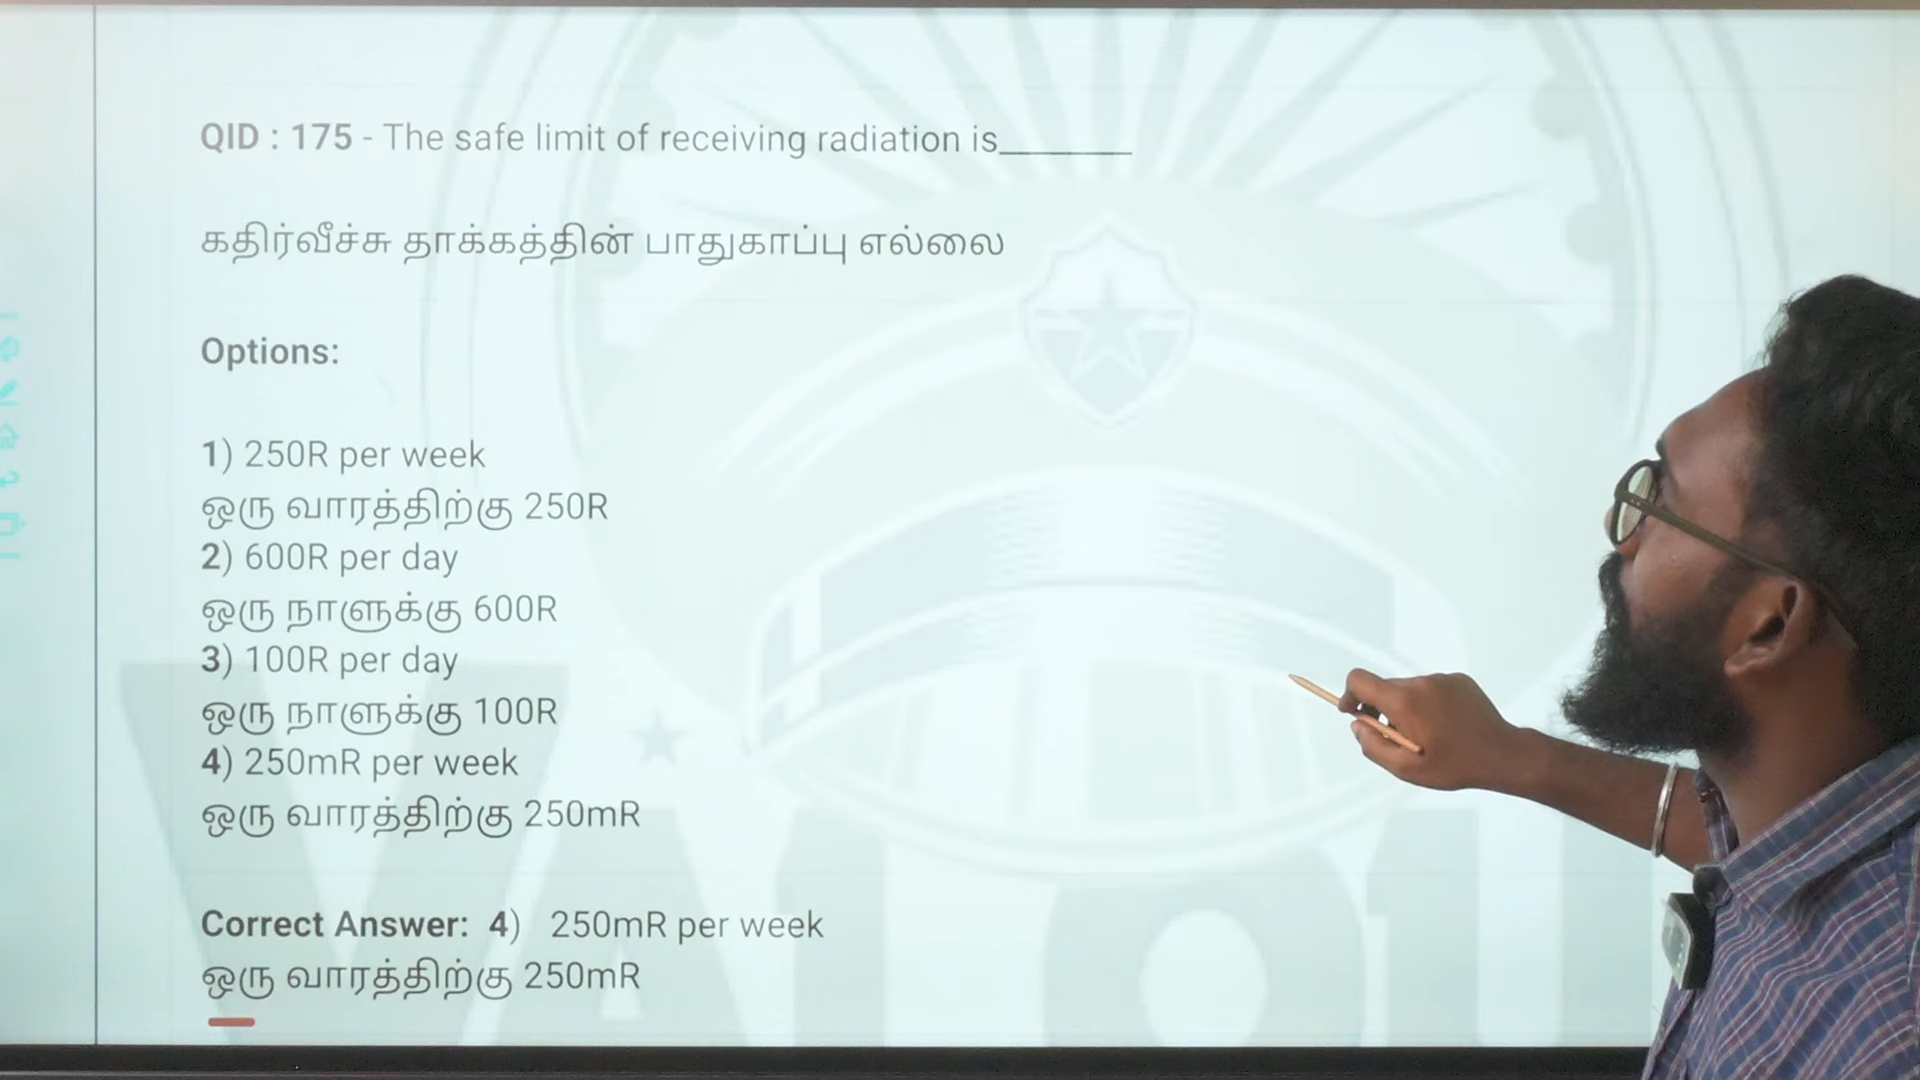 QID : 175 - The safe limit of receiving radiation is_______
கதிர்வீச்சு தாக்கத்தின் பாதுகாப்பு எல்லை
Options:
1) 250R per week
ஒரு வாரத்திற்கு 250R
2) 600R per day
ஒரு நாளுக்கு 600R
3) 100R per day
ஒரு நாளுக்கு 100R
4) 250mR per week
ஒரு வாரத்திற்கு 250mR
Correct Answer: 4) 250mR per week
ஒரு வாரத்திற்கு 250mR